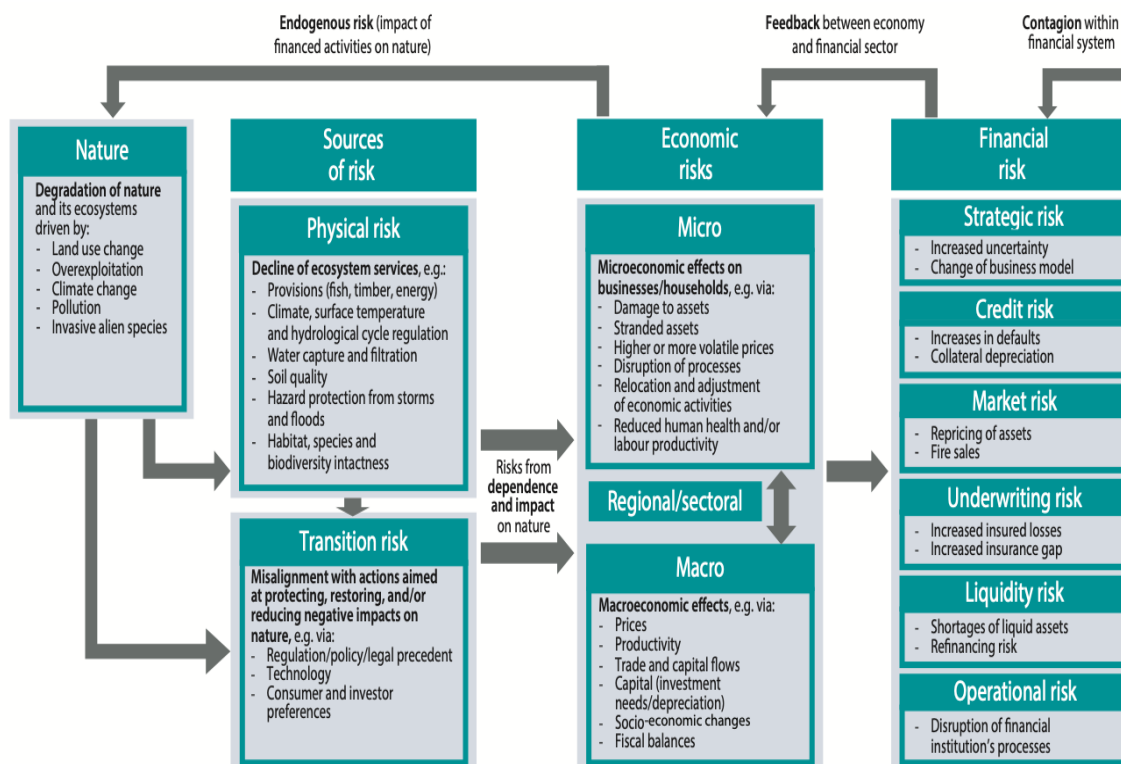 Endogenous risk (impact of
financed activities on nature)
Feedback between economy
and financial sector
Contagion within
financial system
Nature
Degradation of nature
and its ecosystems
driven by:
- Land use change
- Overexploitation
- Climate change
- Pollution
- Invasive alien species
Sources
of risk
Physical risk
Decline of ecosystem services, e.g.:
- Provisions (fish, timber, energy)
- Climate, surface temperature
and hydrological cycle regulation
- Water capture and filtration
- Soil quality
- Hazard protection from storms
and floods
- Habitat, species and
biodiversity intactness
Transition risk
Misalignment with actions aimed
at protecting, restoring, and/or
reducing negative impacts on
nature, e.g. via:
- Regulation/policy/legal precedent
- Technology
- Consumer and investor
preferences
Risks from
dependence
and impact
on nature
Economic
risks
Micro
Microeconomic effects on
businesses/households, e.g. via:
- Damage to assets
- Stranded assets
- Higher or more volatile prices
- Disruption of processes
- Relocation and adjustment
of economic activities
- Reduced human health and/or
labour productivity
Regional/sectoral
Macro
Macroeconomic effects, e.g. via:
- Prices
- Productivity
- Trade and capital flows
- Capital (investment
needs/depreciation)
- Socio-economic changes
- Fiscal balances
Financial
risk
Strategic risk
- Increased uncertainty
- Change of business model
Credit risk
- Increases in defaults
- Collateral depreciation
Market risk
- Repricing of assets
- Fire sales
Underwriting risk
- Increased insured losses
- Increased insurance gap
Liquidity risk
- Shortages of liquid assets
- Refinancing risk
Operational risk
- Disruption of financial
institution's processes